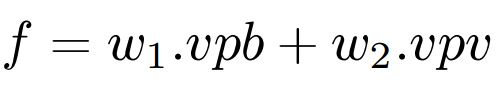 f = w₁.vpb + w₂.vpv